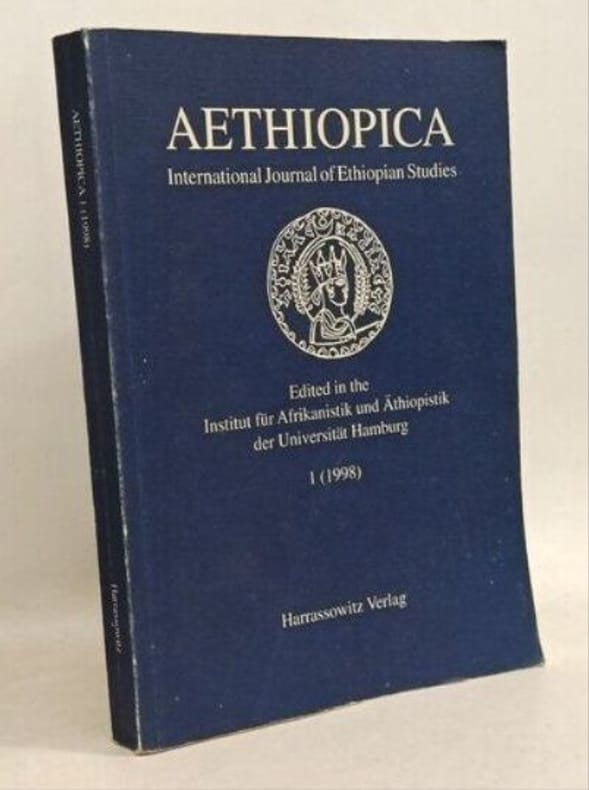 AETHIOPICA
International Journal of Ethiopian Studies
Edited in the
Institut für Afrikanistik und Äthiopistik
der Universität Hamburg
1 (1998)
Harrassowitz Verlag
AETHIOPICA 1 (1998)
Harrassowitz